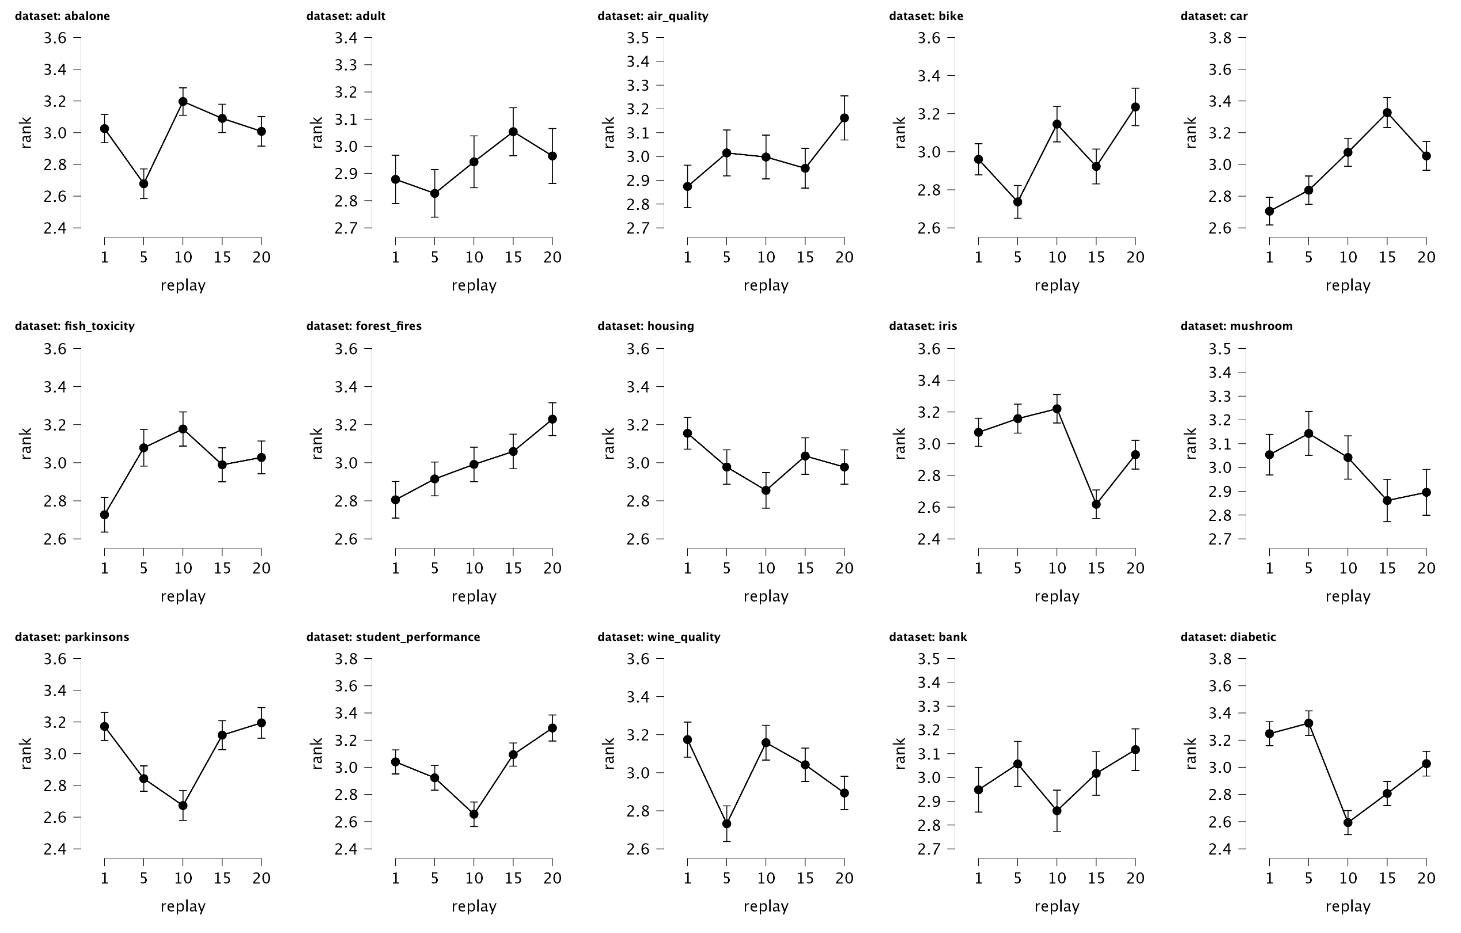 dataset: abalone
3.6
3.4
3.2
3.0
2.8
2.6
2.4
rank
1 5 10 15 20
replay
dataset: adult
3.4
3.3
3.2
3.1
3.0
2.9
2.8
2.7
rank
1 5 10 15 20
replay
dataset: air_quality
3.5
3.4
3.3
3.2
3.1
3.0
2.9
2.8
2.7
rank
1 5 10 15 20
replay
dataset: bike
3.6
3.4
3.2
3.0
2.8
2.6
rank
1 5 10 15 20
replay
dataset: car
3.8
3.6
3.4
3.2
3.0
2.8
2.6
rank
1 5 10 15 20
replay
dataset: fish_toxicity
3.6
3.4
3.2
3.0
2.8
2.6
rank
1 5 10 15 20
replay
dataset: forest_fires
3.6
3.4
3.2
3.0
2.8
2.6
rank
1 5 10 15 20
replay
dataset: housing
3.6
3.4
3.2
3.0
2.8
2.6
rank
1 5 10 15 20
replay
dataset: iris
3.6
3.4
3.2
3.0
2.8
2.6
2.4
rank
1 5 10 15 20
replay
dataset: mushroom
3.5
3.4
3.3
3.2
3.1
3.0
2.9
2.8
2.7
rank
1 5 10 15 20
replay
dataset: parkinsons
3.6
3.4
3.2
3.0
2.8
2.6
2.4
rank
1 5 10 15 20
replay
dataset: student_performance
3.8
3.6
3.4
3.2
3.0
2.8
2.6
2.4
rank
1 5 10 15 20
replay
dataset: wine_quality
3.6
3.4
3.2
3.0
2.8
2.6
rank
1 5 10 15 20
replay
dataset: bank
3.5
3.4
3.3
3.2
3.1
3.0
2.9
2.8
2.7
rank
1 5 10 15 20
replay
dataset: diabetic
3.8
3.6
3.4
3.2
3.0
2.8
2.6
2.4
rank
1 5 10 15 20
replay